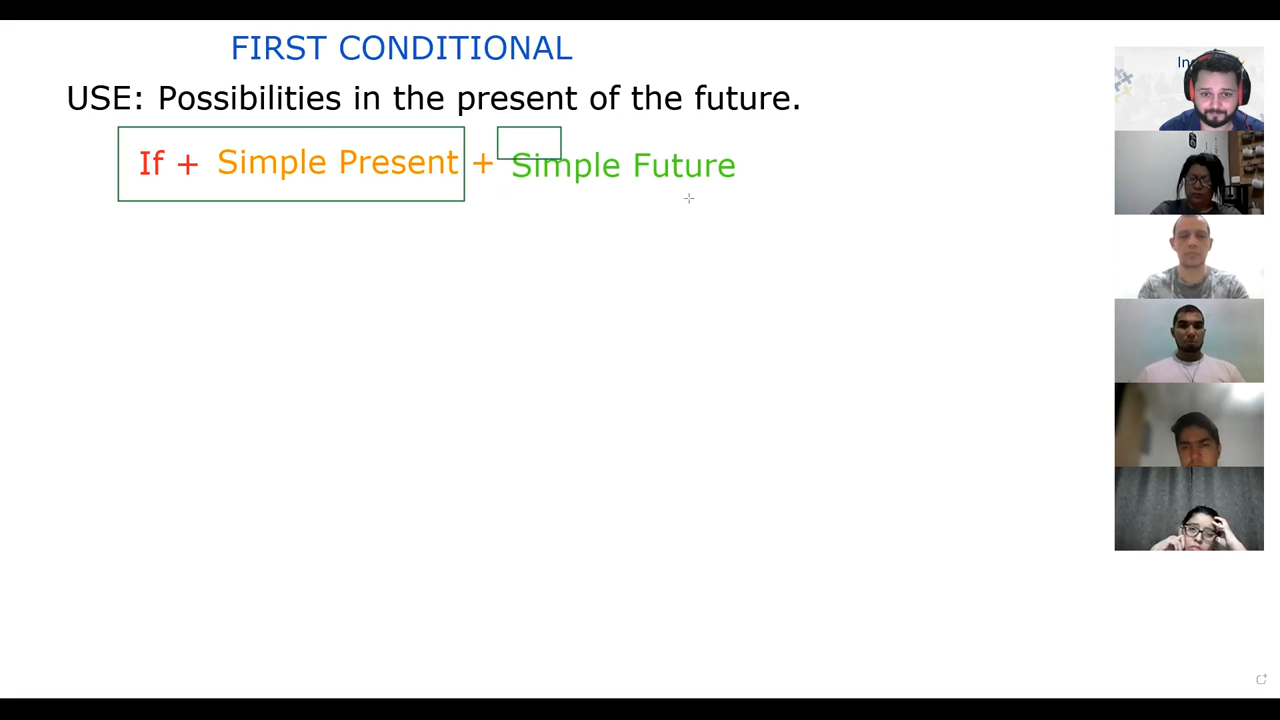 FIRST CONDITIONAL
USE: Possibilities in the present of the future.
If + Simple Present + Simple Future